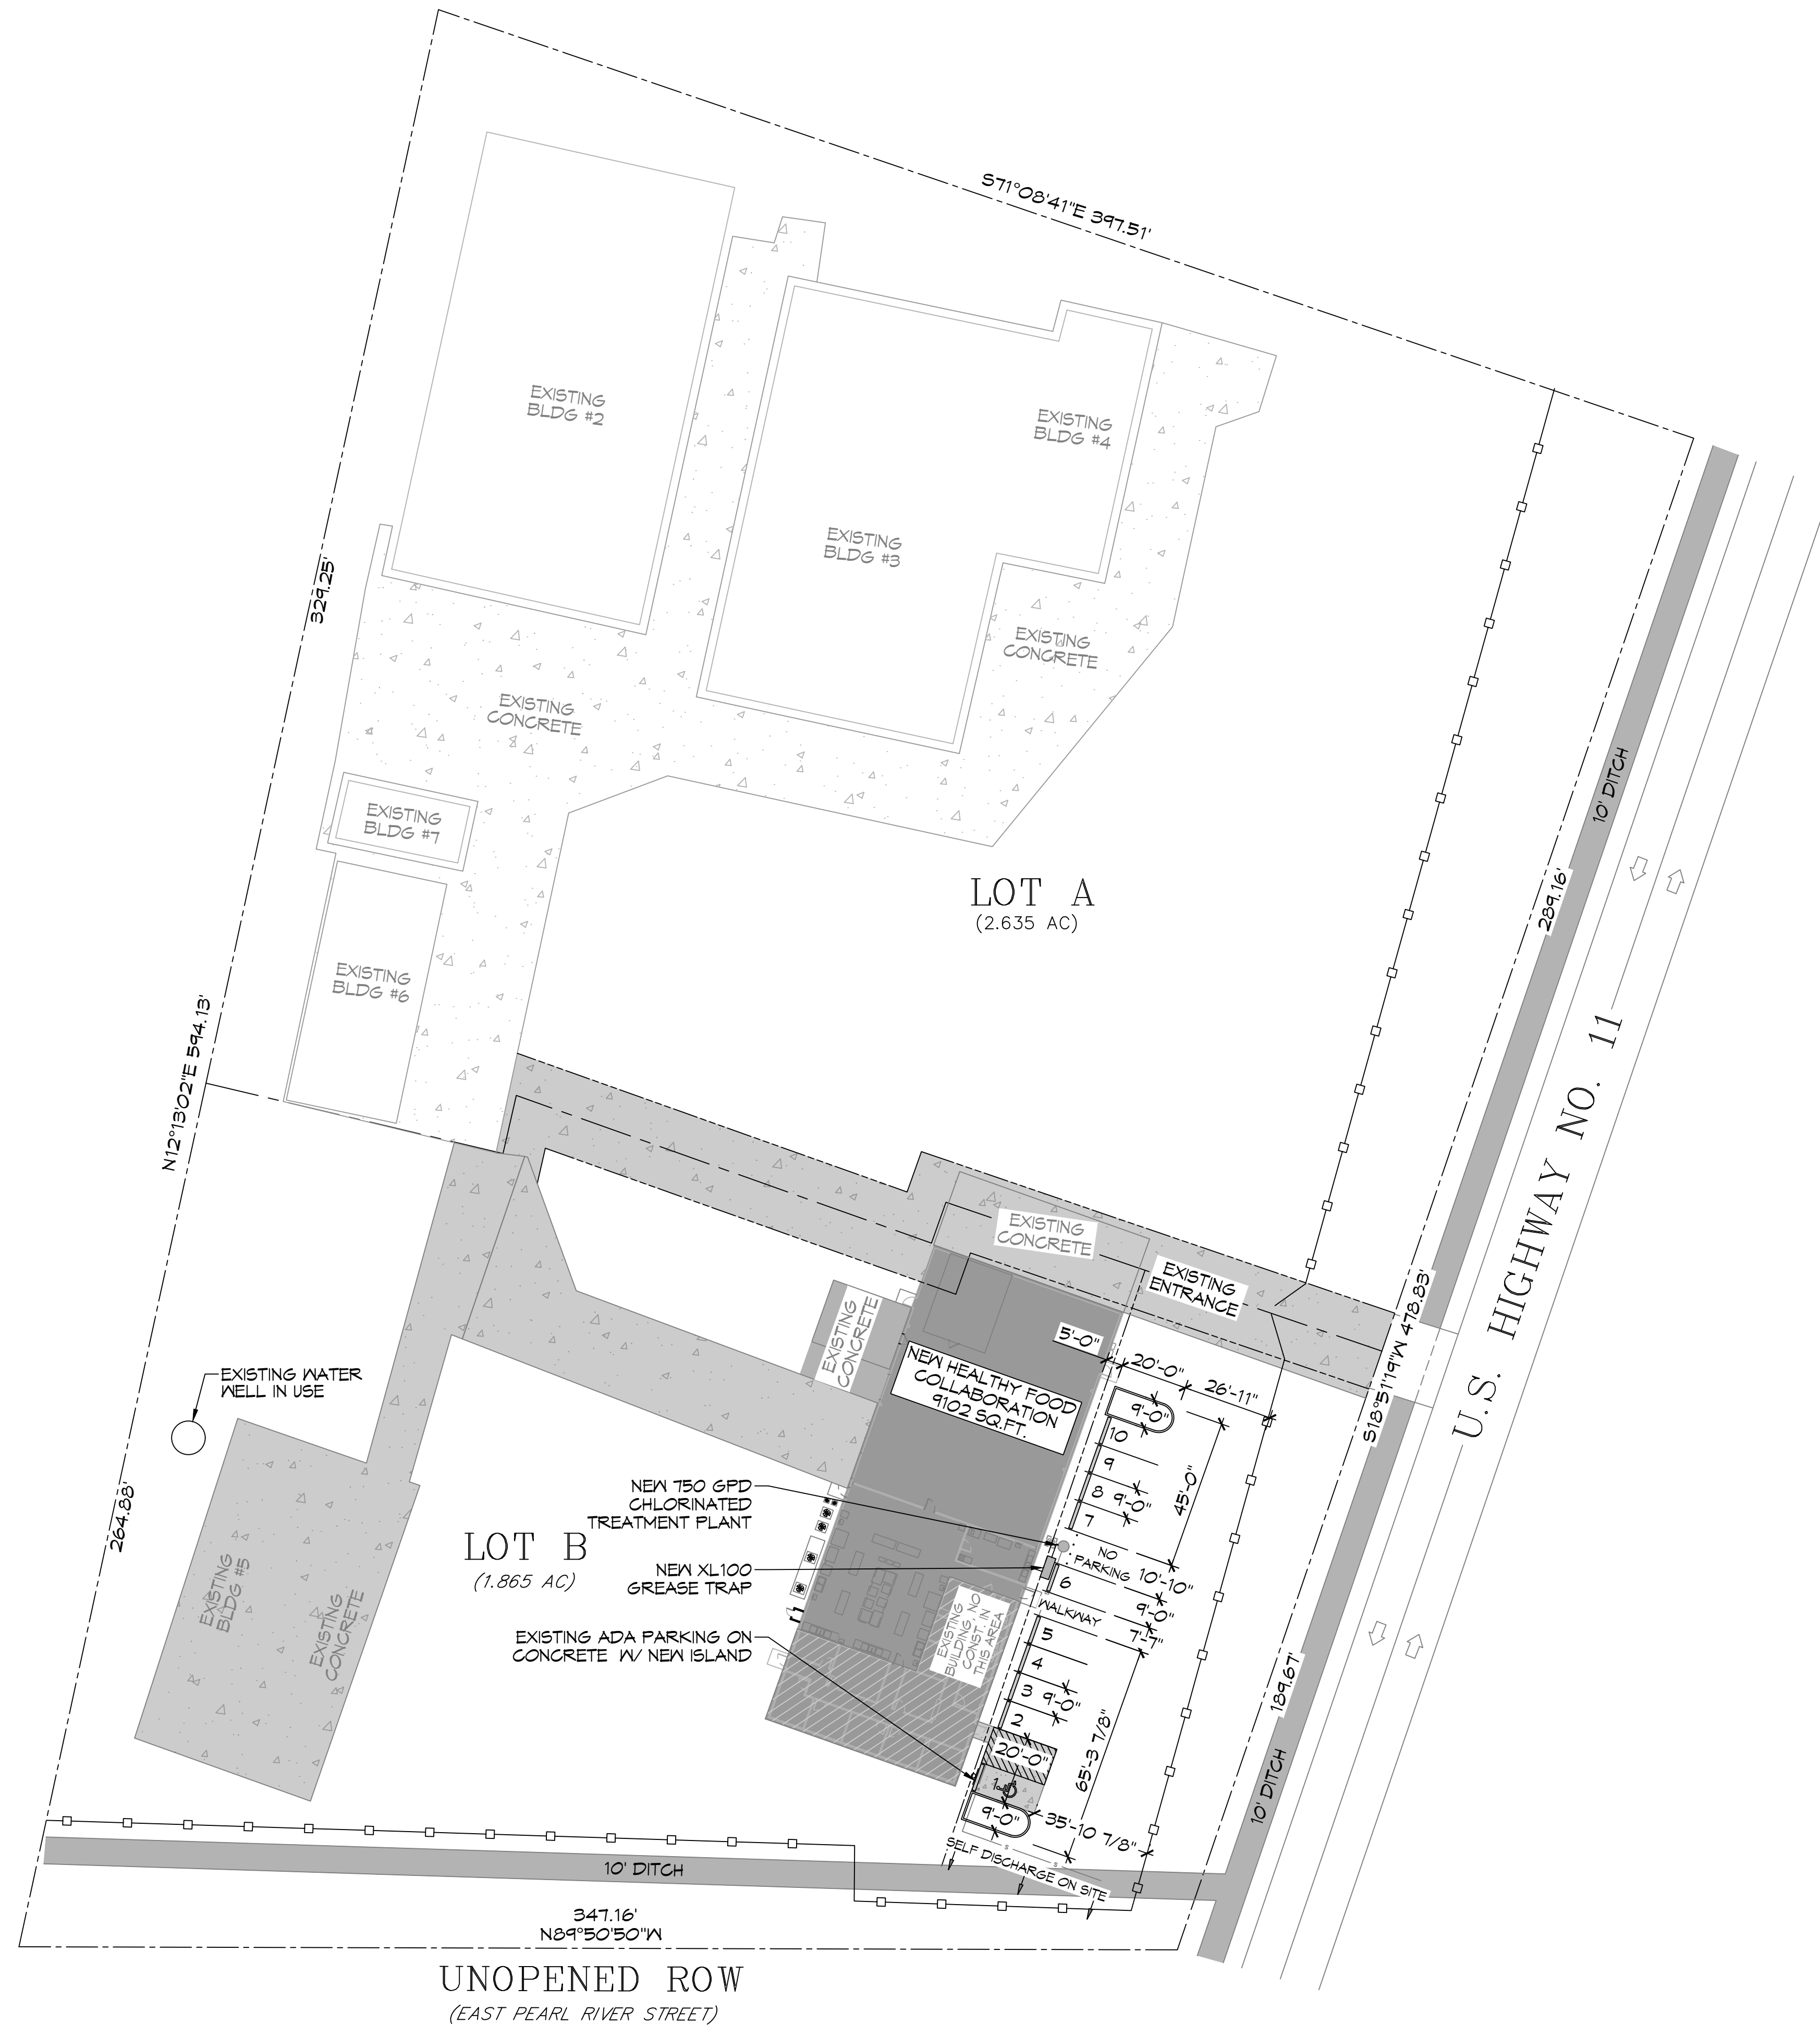 S71°08'41"E 397.51'
EXISTING
BLDG #2
EXISTING
BLDG #4
EXISTING
BLDG #3
329.25'
EXISTING
CONCRETE
EXISTING
CONCRETE
10' DITCH
EXISTING
BLDG #7
LOT A
(2.635 AC)
289.16'
EXISTING
BLDG #6
N12°13'02"E 594.13'
U.S. HIGHWAY NO. 11
EXISTING
CONCRETE
EXISTING
ENTRANCE
S18°51'19"W 478.83'
EXISTING
CONCRETE
5'-0"
20'-0"
26'-11"
NEW HEALTHY FOOD
COLLABORATION
9102 SQ.FT.
EXISTING WATER
WELL IN USE
9'-0"
10
9
8
9'-0"
7
45'-0"
NEW 750 GPD
CHLORINATED
TREATMENT PLANT
264.88'
LOT B
(1.865 AC)
NO
PARKING
10'-10"
NEW XL100
GREASE TRAP
6
9'-0"
WALKWAY
7'-7"
EXISTING
BLDG #5
EXISTING
CONCRETE
EXISTING
BUILDING, NO
CONST. IN
THIS AREA
EXISTING ADA PARKING ON
CONCRETE W/ NEW ISLAND
5
4
3
9'-0"
2
189.67'
65'-3 7/8"
20'-0"
1
9'-0"
35'-10 7/8"
10' DITCH
SELF DISCHARGE ON SITE
10' DITCH
347.16'
N89°50'50"W
UNOPENED ROW
(EAST PEARL RIVER STREET)